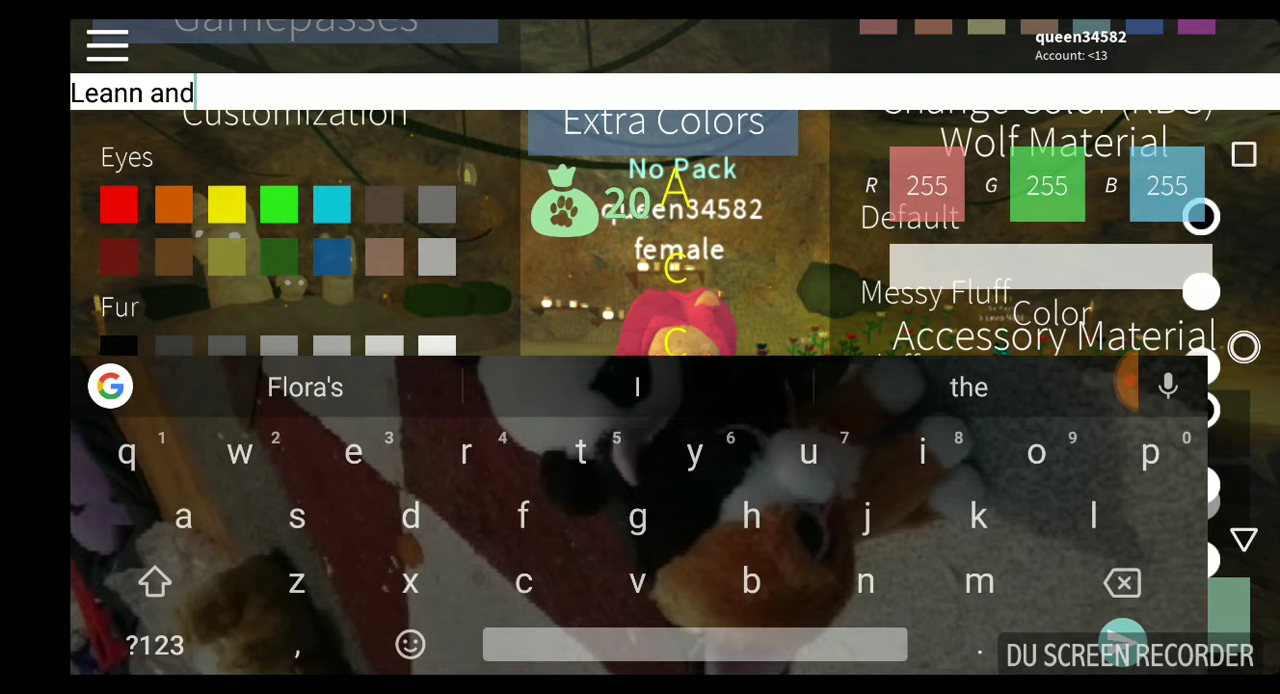 Gamepasses
queen34582
Account: <13
Leann and
Customization
Extra Colors
Change Color (RBG)
Wolf Material
Eyes
No Pack
A
20
queen34582
R 255 G 255 B 255
Default
female
C
Fur
Messy Fluff
Color
C
Accessory Material
G Flora's I the
q 1 w 2 e 3 r 4 t 5 y 6 u 7 i 8 o 9 p 0
a s d f g h j k l
z x c v b n m
?123 , .
DU SCREEN RECORDER